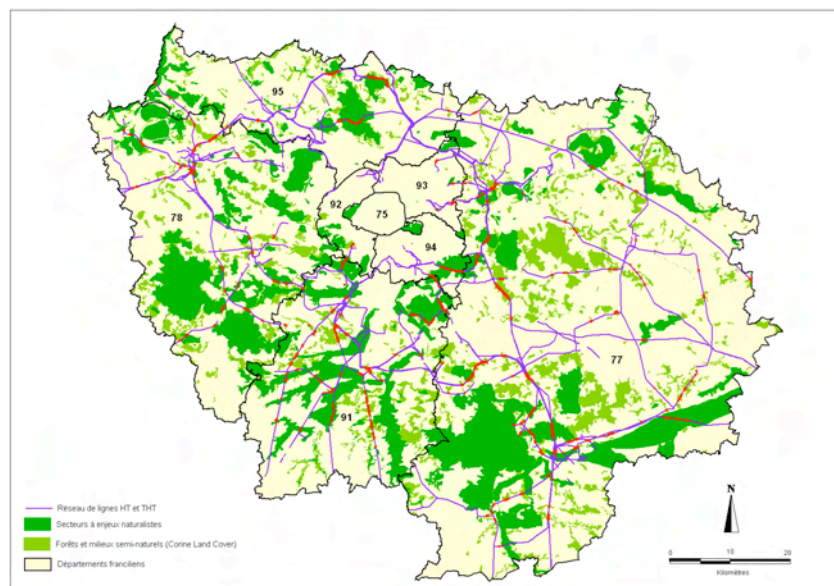 95
93
92
75
78
94
77
91
N
Réseau de lignes HT et THT
Secteurs à enjeux naturalistes
Forêts et milieux semi-naturels (Corine Land Cover)
Départements franciliens
0 10 20
Kilomètres